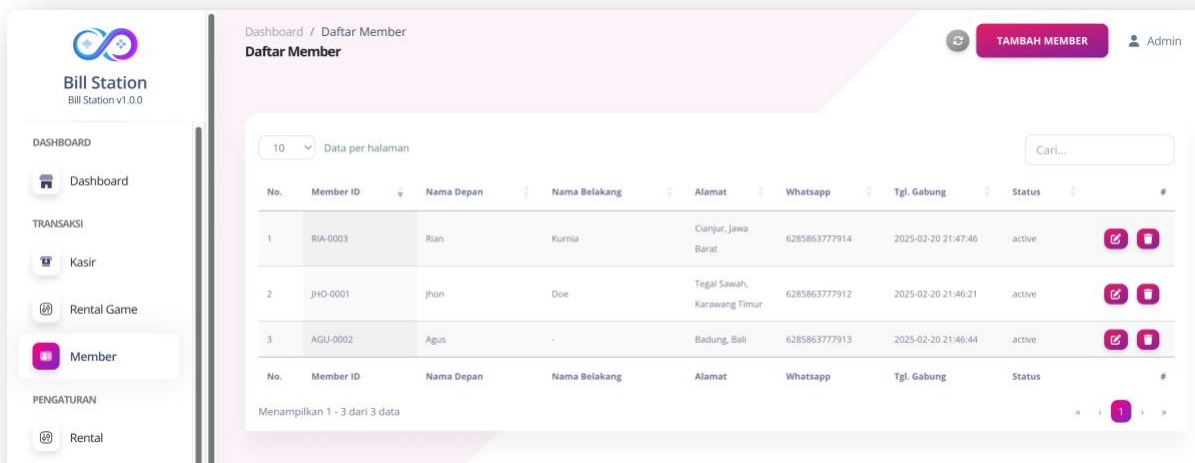 Bill Station
Bill Station v1.0.0
DASHBOARD
Dashboard
TRANSAKSI
Kasir
Rental Game
Member
PENGATURAN
Rental
Dashboard / Daftar Member
Daftar Member
TAMBAH MEMBER
Admin
10 Data per halaman
Cari...
No. Member ID Nama Depan Nama Belakang Alamat Whatsapp Tgl. Gabung Status #
1 RIA-0003 Rian Kurnia Cianjur, Jawa Barat 6285863777914 2025-02-20 21:47:46 active
2 JHO-0001 Jhon Doe Tegal Sawah, Karawang Timur 6285863777912 2025-02-20 21:46:21 active
3 AGU-0002 Agus - Badung, Bali 6285863777913 2025-02-20 21:46:44 active
No. Member ID Nama Depan Nama Belakang Alamat Whatsapp Tgl. Gabung Status #
Menampilkan 1 - 3 dari 3 data
« ‹ 1 › »